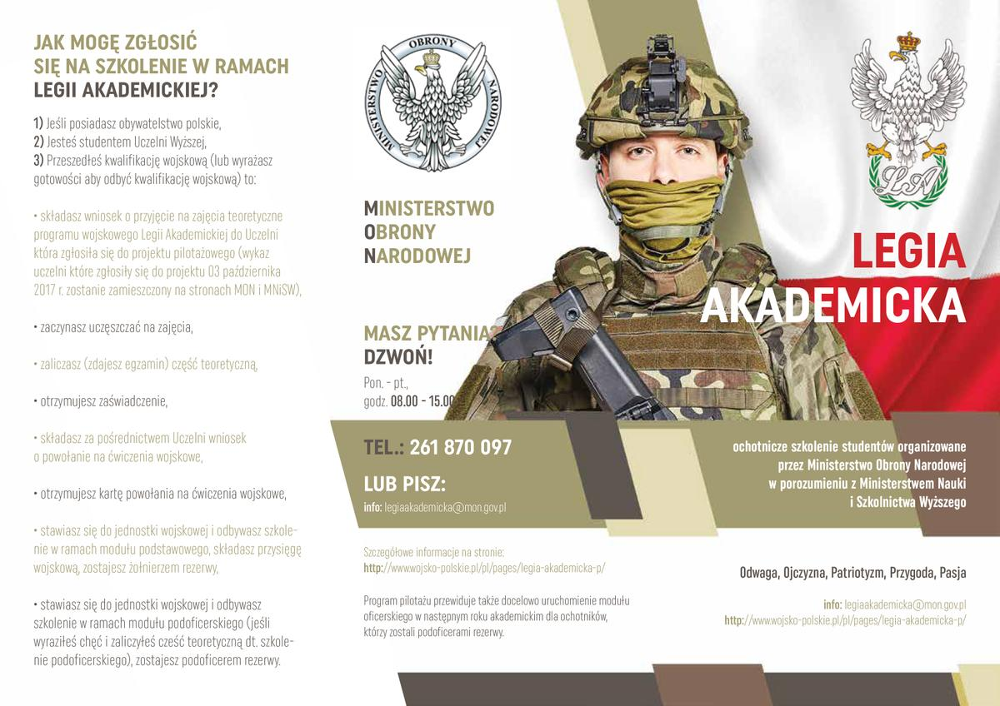 JAK MOGĘ ZGŁOSIĆ
SIĘ NA SZKOLENIE W RAMACH
LEGII AKADEMICKIEJ?
1) Jeśli posiadasz obywatelstwo polskie,
2) Jesteś studentem Uczelni Wyższej,
3) Przeszedłeś kwalifikację wojskową (lub wyrażasz
gotowości aby odbyć kwalifikację wojskową) to:
• składasz wniosek o przyjęcie na zajęcia teoretyczne
programu wojskowego Legii Akademickiej do Uczelni
która zgłosiła się do projektu pilotażowego (wykaz
uczelni które zgłosiły się do projektu 03 października
2017 r. zostanie zamieszczony na stronach MON i MNiSW),
• zaczynasz uczęszczać na zajęcia,
• zaliczasz (zdajesz egzamin) część teoretyczną,
• otrzymujesz zaświadczenie,
• składasz za pośrednictwem Uczelni wniosek
o powołanie na ćwiczenia wojskowe,
• otrzymujesz kartę powołania na ćwiczenia wojskowe,
• stawiasz się do jednostki wojskowej i odbywasz szkole-
nie w ramach modułu podstawowego, składasz przysięgę
wojskową, zostajesz żołnierzem rezerwy,
• stawiasz się do jednostki wojskowej i odbywasz
szkolenie w ramach modułu podoficerskiego (jeśli
wyraziłeś chęć i zaliczyłeś cześć teoretyczną dt. szkole-
nie podoficerskiego), zostajesz podoficerem rezerwy.
MINISTERSTWO OBRONY NARODOWEJ
MINISTERSTWO
OBRONY
NARODOWEJ
MASZ PYTANIA?
DZWOŃ!
Pon. - pt.,
godz. 08.00 - 15.00
TEL.: 261 870 097
LUB PISZ:
info: legiaakademicka@mon.gov.pl
Szczegółowe informacje na stronie:
http://www.wojsko-polskie.pl/pl/pages/legia-akademicka-p/
Program pilotażu przewiduje także docelowo uruchomienie modułu
oficerskiego w następnym roku akademickim dla ochotników,
którzy zostali podoficerami rezerwy.
LA
LEGIA
AKADEMICKA
ochotnicze szkolenie studentów organizowane
przez Ministerstwo Obrony Narodowej
w porozumieniu z Ministerstwem Nauki
i Szkolnictwa Wyższego
Odwaga, Ojczyzna, Patriotyzm, Przygoda, Pasja
info: legiaakademicka@mon.gov.pl
http://www.wojsko-polskie.pl/pl/pages/legia-akademicka-p/